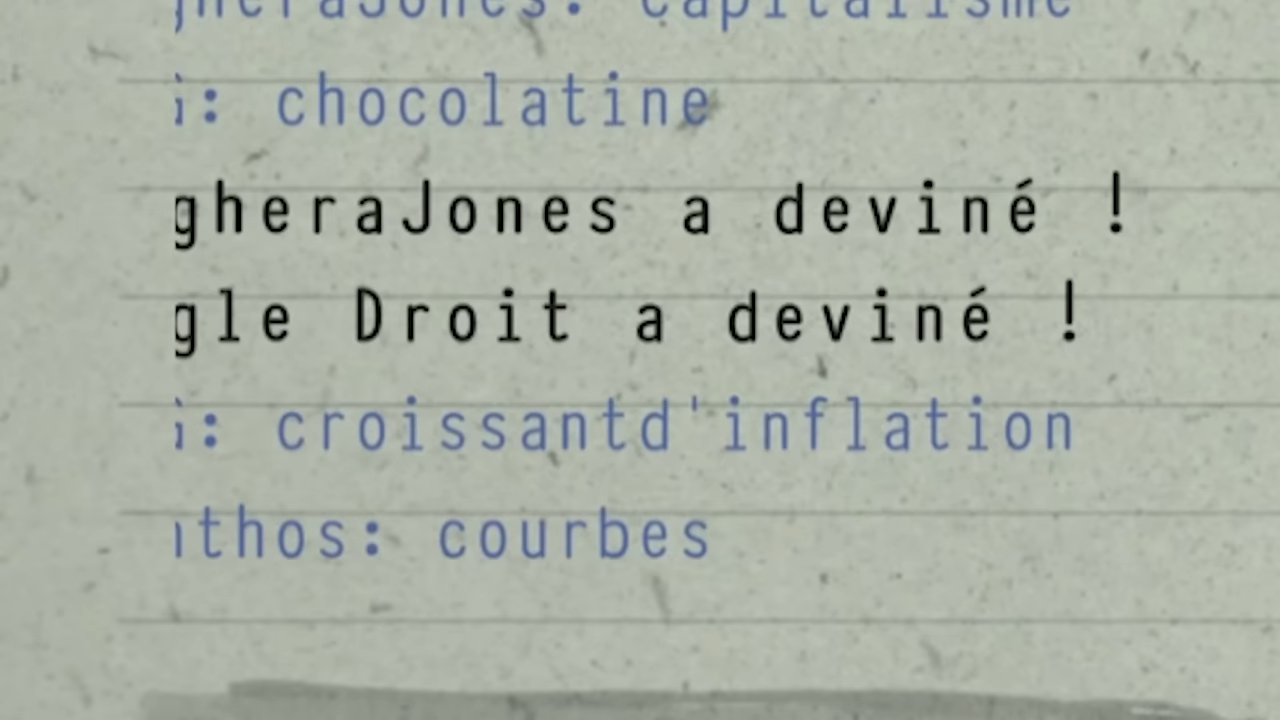 gheraJones: capitalisme
i: chocolatine
gheraJones a deviné !
gle Droit a deviné !
i: croissantd'inflation
thos: courbes